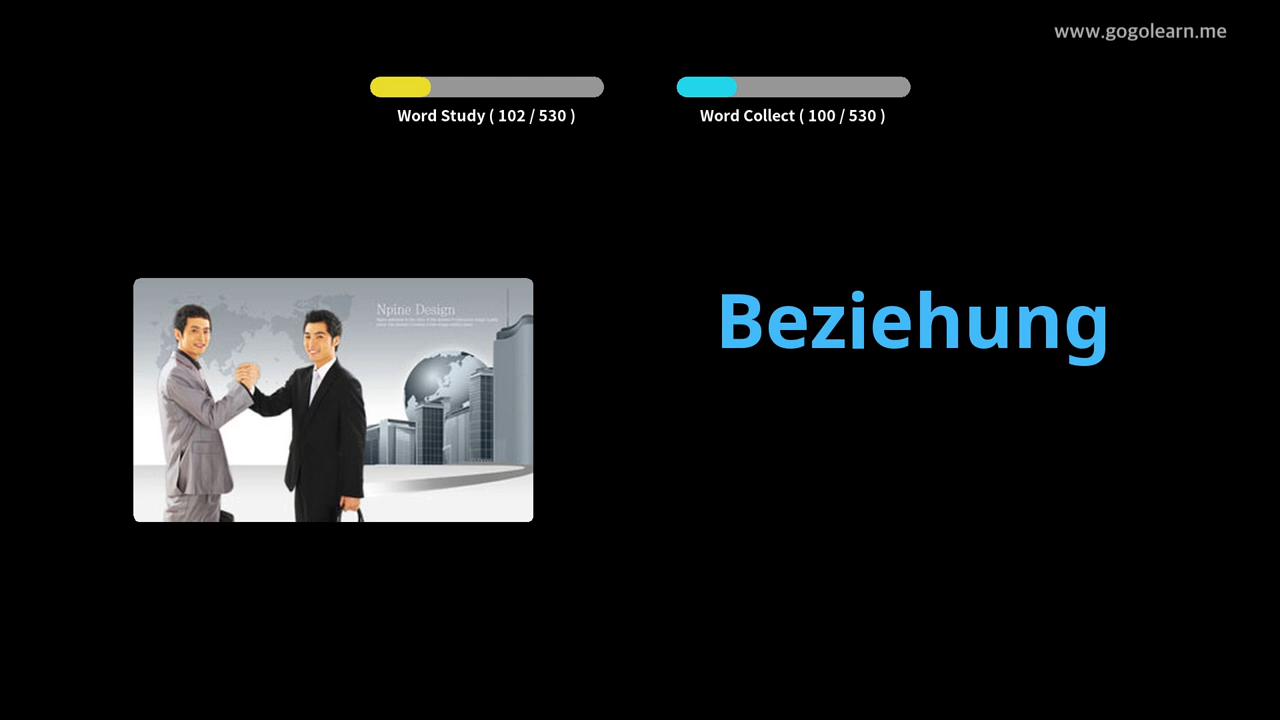 www.gogolearn.me
Word Study ( 102 / 530 )
Word Collect ( 100 / 530 )
Npine Design
Beziehung